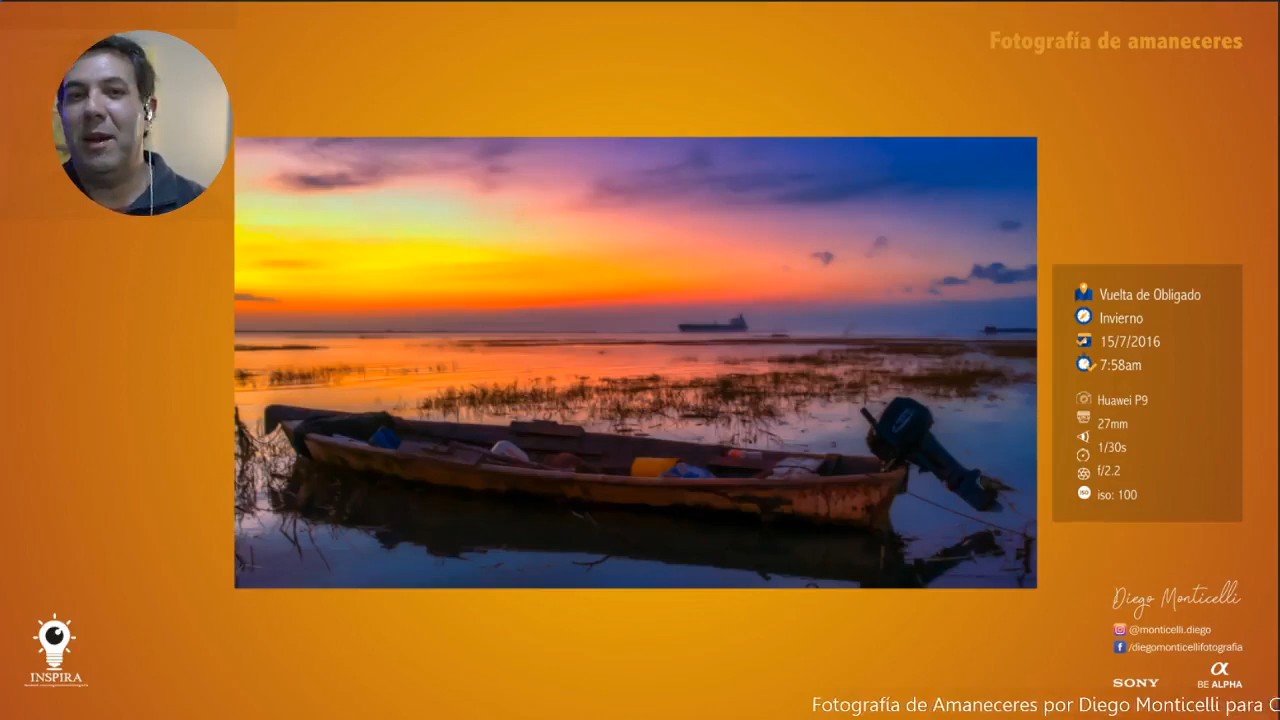 Fotografía de amaneceres
Vuelta de Obligado
Invierno
15/7/2016
7:58am
Huawei P9
27mm
1/30s
f/2.2
iso: 100
Diego Monticelli
@monticelli.diego
/diegomonticellifotografia
INSPIRA
SONY
α
BE ALPHA
Fotografía de Amaneceres por Diego Monticelli para C